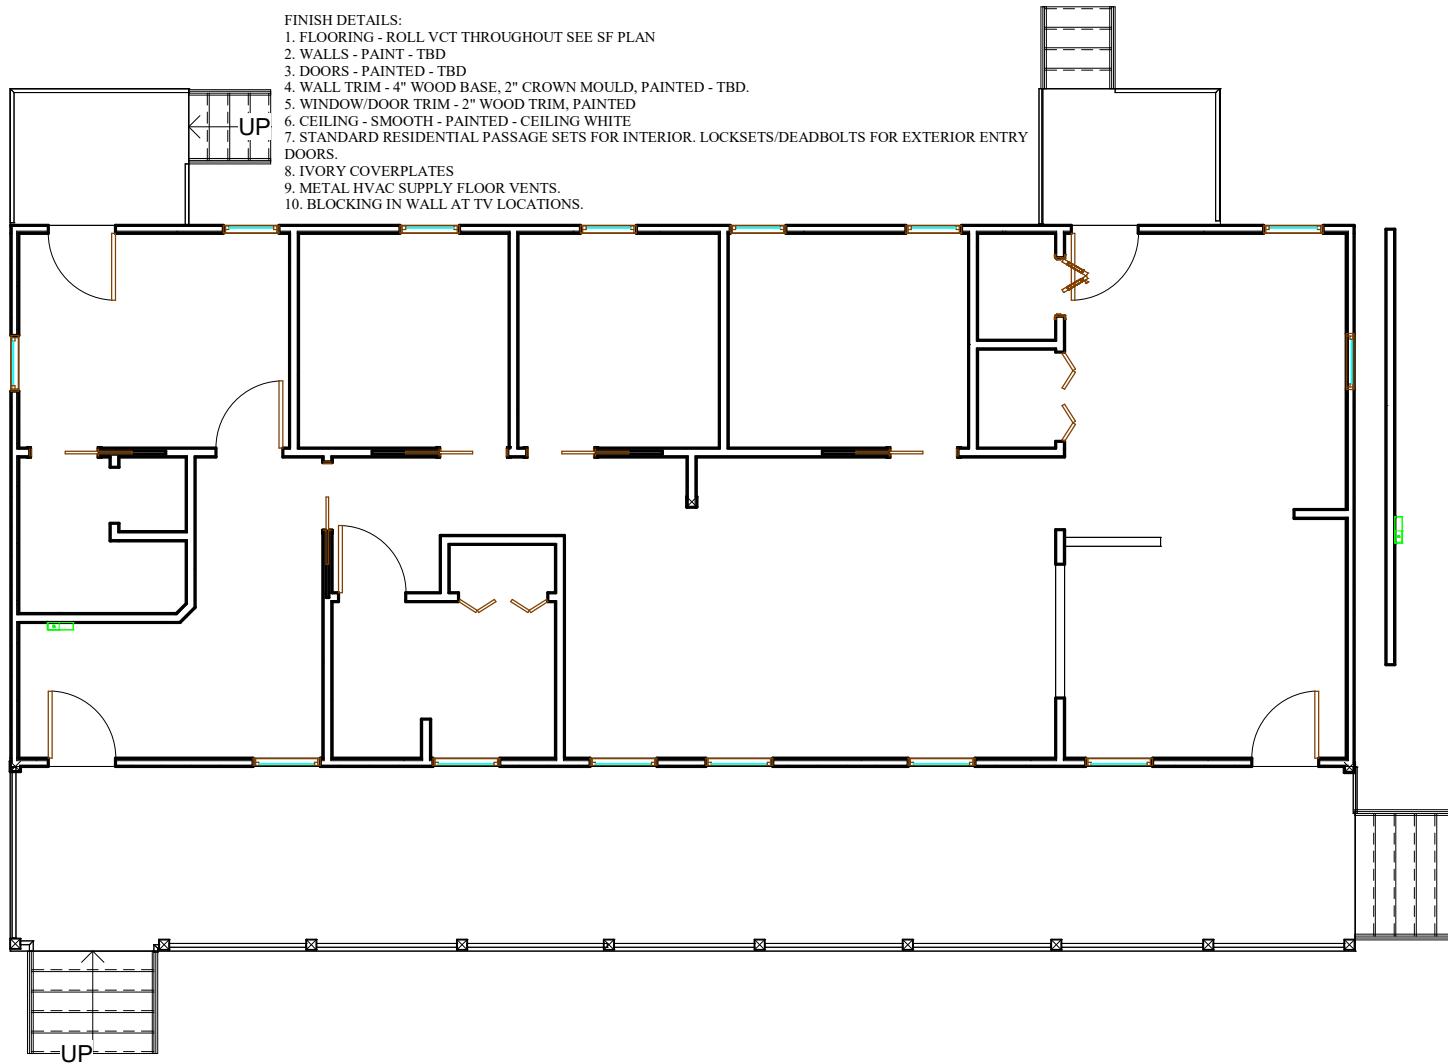 FINISH DETAILS:
1. FLOORING - ROLL VCT THROUGHOUT SEE SF PLAN
2. WALLS - PAINT - TBD
3. DOORS - PAINTED - TBD
4. WALL TRIM - 4" WOOD BASE, 2" CROWN MOULD, PAINTED - TBD.
5. WINDOW/DOOR TRIM - 2" WOOD TRIM, PAINTED
6. CEILING - SMOOTH - PAINTED - CEILING WHITE
7. STANDARD RESIDENTIAL PASSAGE SETS FOR INTERIOR. LOCKSETS/DEADBOLTS FOR EXTERIOR ENTRY
DOORS.
8. IVORY COVERPLATES
9. METAL HVAC SUPPLY FLOOR VENTS.
10. BLOCKING IN WALL AT TV LOCATIONS.
UP
UP